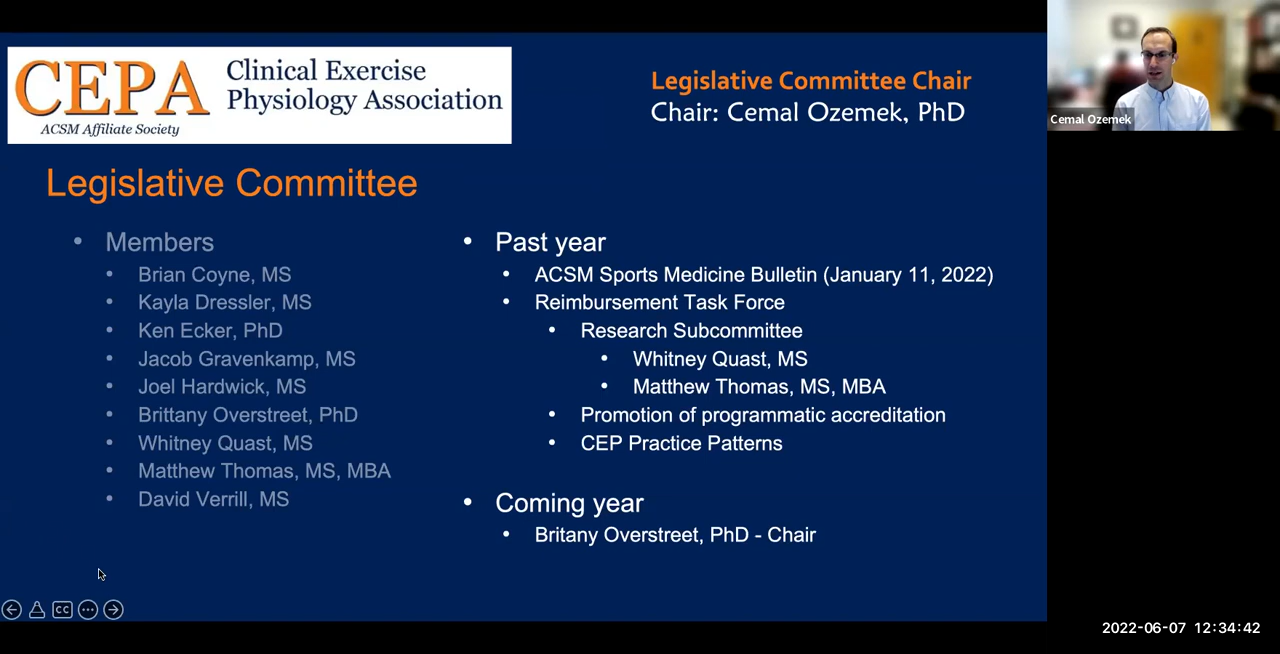 CEPA
Clinical Exercise
Physiology Association
ACSM Affiliate Society
Legislative Committee Chair
Chair: Cemal Ozemek, PhD
Cemal Ozemek
Legislative Committee
• Members
• Brian Coyne, MS
• Kayla Dressler, MS
• Ken Ecker, PhD
• Jacob Gravenkamp, MS
• Joel Hardwick, MS
• Brittany Overstreet, PhD
• Whitney Quast, MS
• Matthew Thomas, MS, MBA
• David Verrill, MS
• Past year
• ACSM Sports Medicine Bulletin (January 11, 2022)
• Reimbursement Task Force
• Research Subcommittee
• Whitney Quast, MS
• Matthew Thomas, MS, MBA
• Promotion of programmatic accreditation
• CEP Practice Patterns
• Coming year
• Britany Overstreet, PhD - Chair
CC
2022-06-07 12:34:42